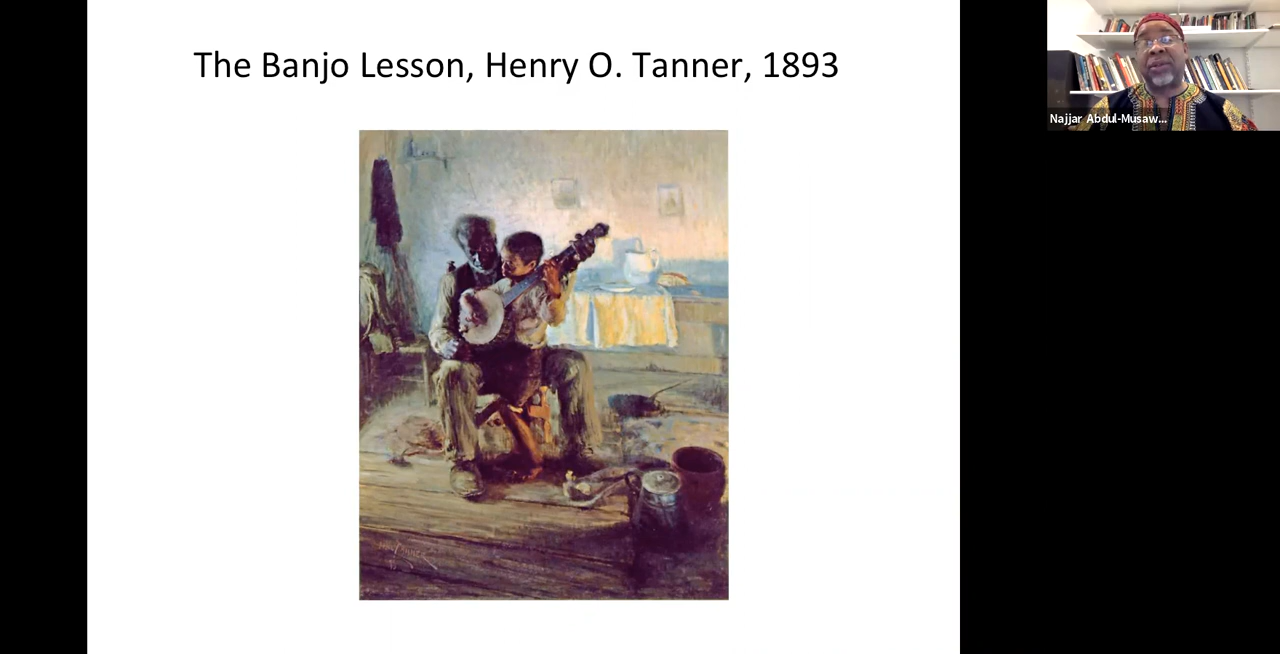 The Banjo Lesson, Henry O. Tanner, 1893
Najjar Abdul-Musaw...